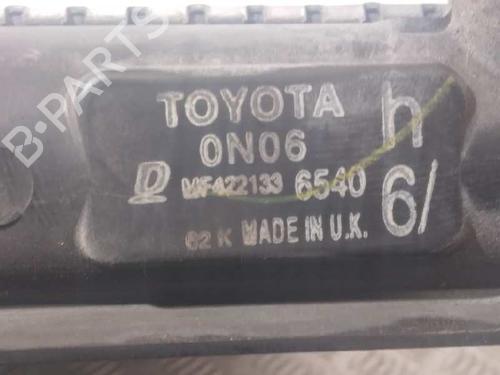 TOYOTA h
0N06
D MF422133 6540 6/
62 K MADE IN U.K.
B-PARTS